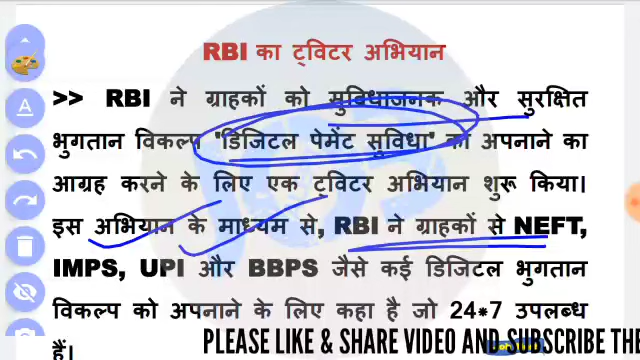 RBI का ट्विटर अभियान
>> RBI ने ग्राहकों को सुविधाजनक और सुरक्षित
भुगतान विकल्प 'डिजिटल पेमेंट सुविधा' को अपनाने का
आग्रह करने के लिए एक ट्विटर अभियान शुरू किया।
इस अभियान के माध्यम से, RBI ने ग्राहकों से NEFT,
IMPS, UPI और BBPS जैसे कई डिजिटल भुगतान
विकल्प को अपनाने के लिए कहा है जो 24*7 उपलब्ध
हैं।
PLEASE LIKE & SHARE VIDEO AND SUBSCRIBE THE